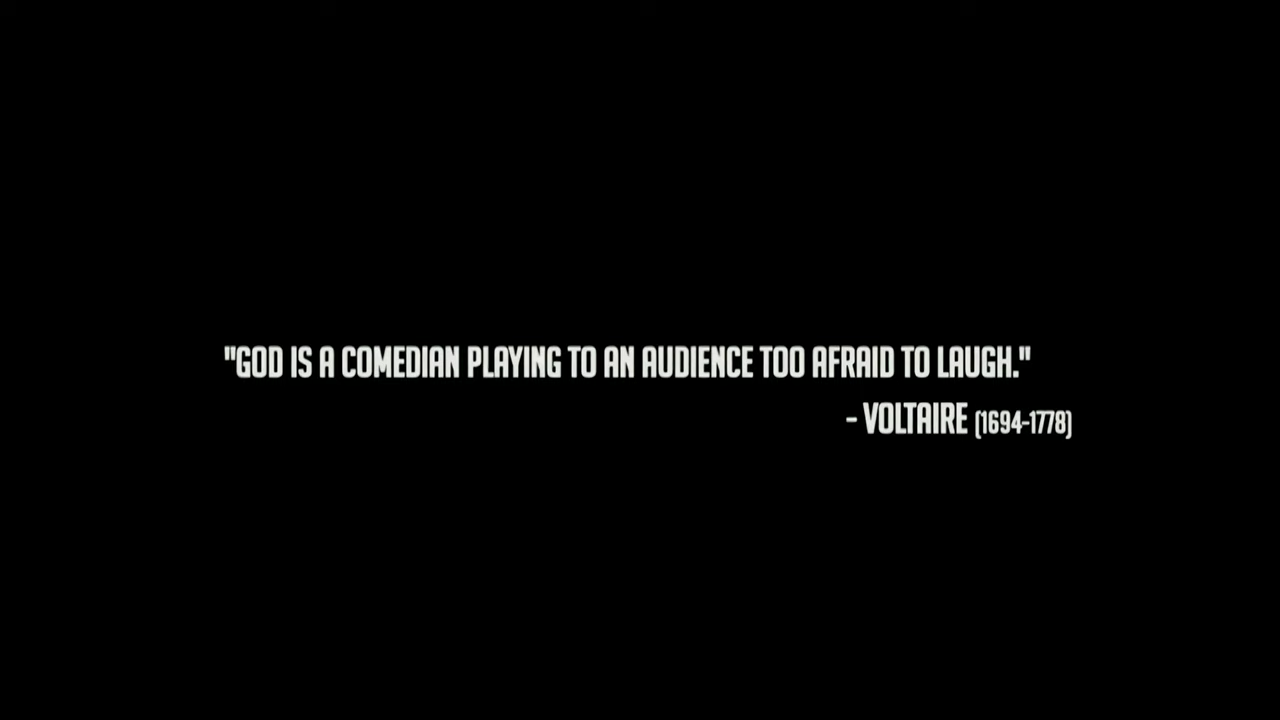 "GOD IS A COMEDIAN PLAYING TO AN AUDIENCE TOO AFRAID TO LAUGH."
- VOLTAIRE (1694-1778)